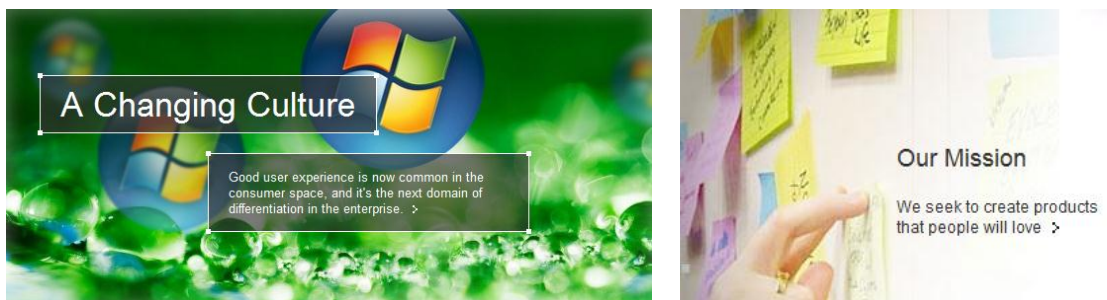 A Changing Culture
Good user experience is now common in the
consumer space, and it's the next domain of
differentiation in the enterprise.
Our Mission
We seek to create products
that people will love